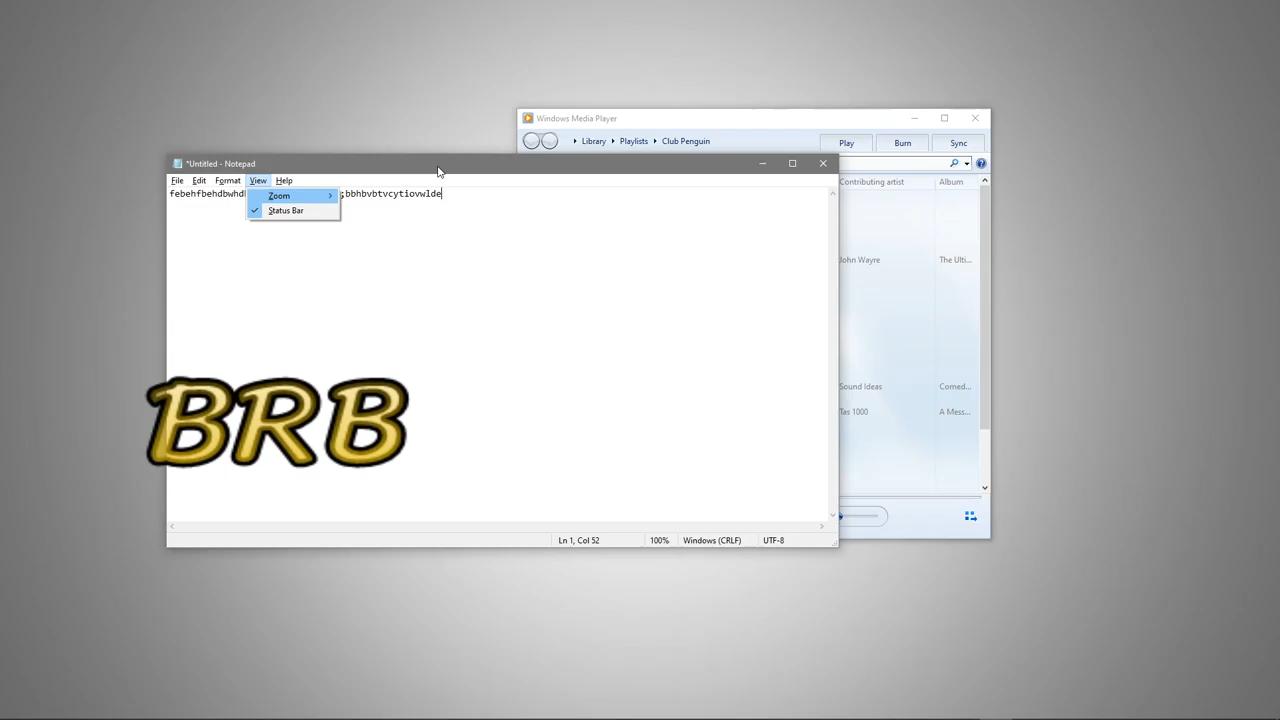 Windows Media Player
Library Playlists Club Penguin
Play Burn Sync
*Untitled - Notepad
File Edit Format View Help
Contributing artist Album
Zoom
Status Bar
John Wayre The Ulti...
Sound Ideas Comed...
Tas 1000 A Mess...
BRB
Ln 1, Col 52 100% Windows (CRLF) UTF-8